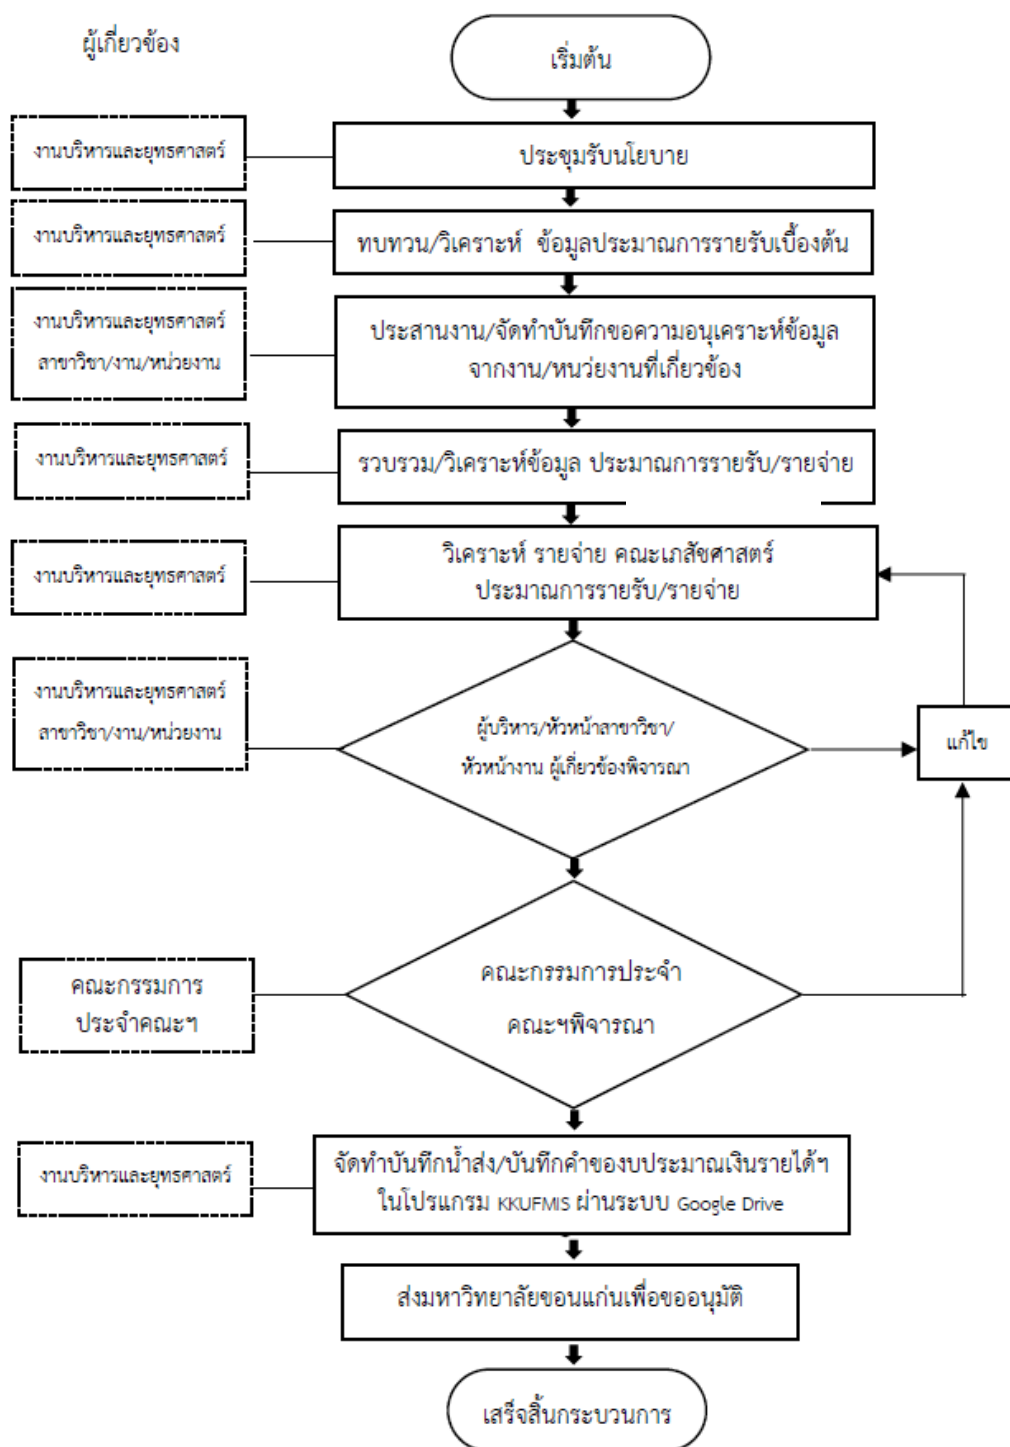 ผู้เกี่ยวข้อง
เริ่มต้น
งานบริหารและยุทธศาสตร์
ประชุมรับนโยบาย
งานบริหารและยุทธศาสตร์
ทบทวน/วิเคราะห์ ข้อมูลประมาณการรายรับเบื้องต้น
งานบริหารและยุทธศาสตร์
สาขาวิชา/งาน/หน่วยงาน
ประสานงาน/จัดทำบันทึกขอความอนุเคราะห์ข้อมูล
จากงาน/หนว่ยงานที่เกี่ยวข้อง
งานบริหารและยุทธศาสตร์
รวบรวม/วิเคราะห์ข้อมูล ประมาณการรายรับ/รายจ่าย
งานบริหารและยุทธศาสตร์
วิเคราะห์ รายจ่าย คณะเภสัชศาสตร์
ประมาณการรายรับ/รายจ่าย
งานบริหารและยุทธศาสตร์
สาขาวิชา/งาน/หน่วยงาน
ผู้บริหาร/หัวหน้าสาขาวิชา/
หัวหน้างาน ผู้เกี่ยวข้องพิจารณา
แก้ไข
คณะกรรมการ
ประจำคณะฯ
คณะกรรมการประจำ
คณะฯพิจารณา
งานบริหารและยุทธศาสตร์
จัดทำบันทึกน้ำส่ง/บันทึกคำของบประมาณเงินรายได้ฯ
ในโปรแกรม KKUFMIS ผ่านระบบ Google Drive
ส่งมหาวิทยาลัยขอนแก่นเพื่อขออนุมัติ
เสร็จสิ้นกระบวนการ